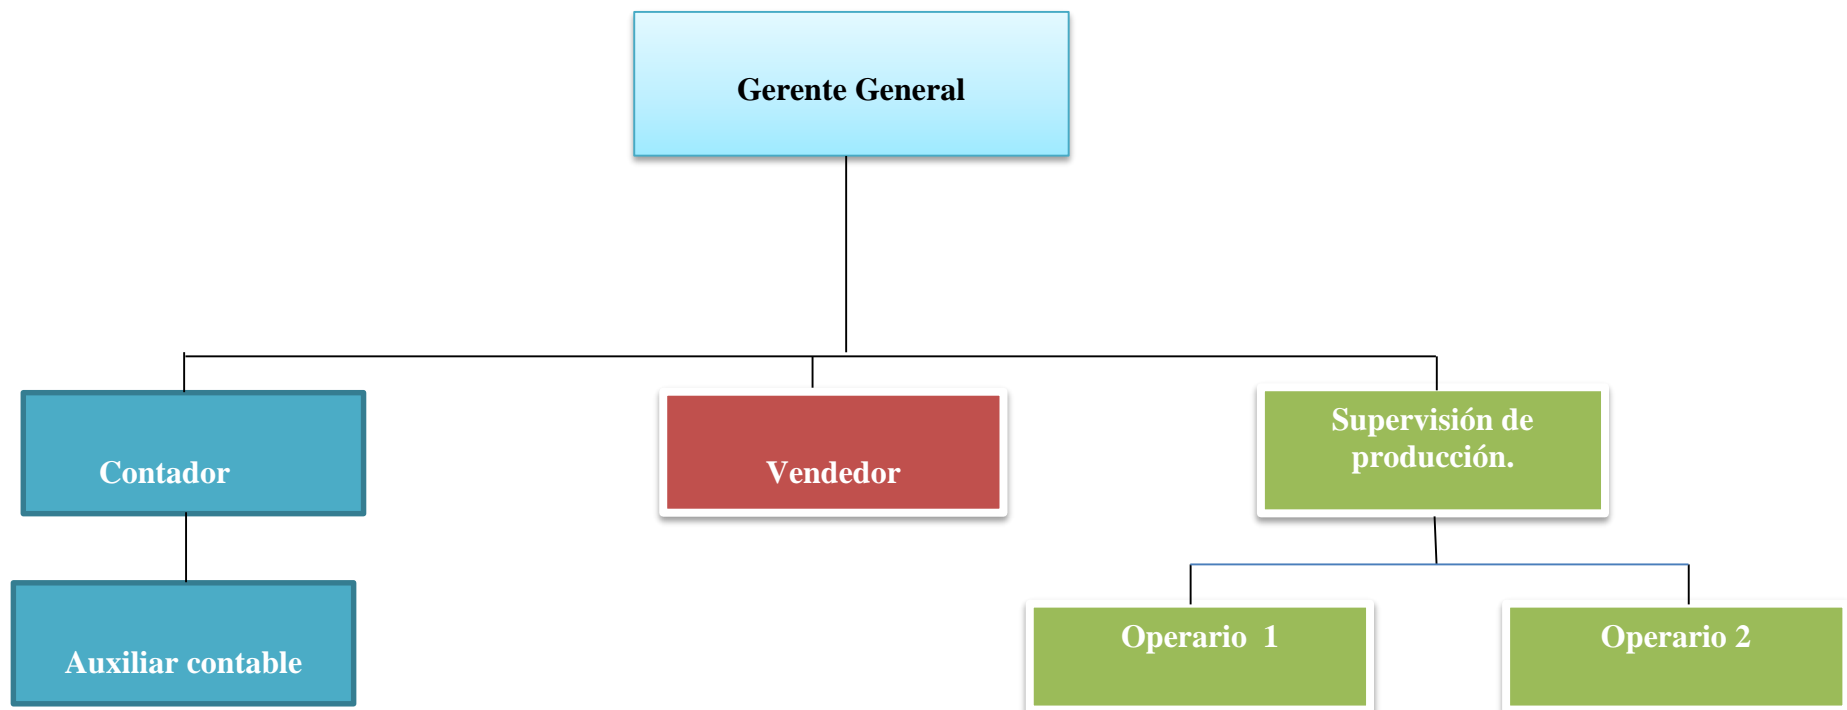 Gerente General
Contador
Vendedor
Supervisión de
producción.
Auxiliar contable
Operario  1
Operario 2